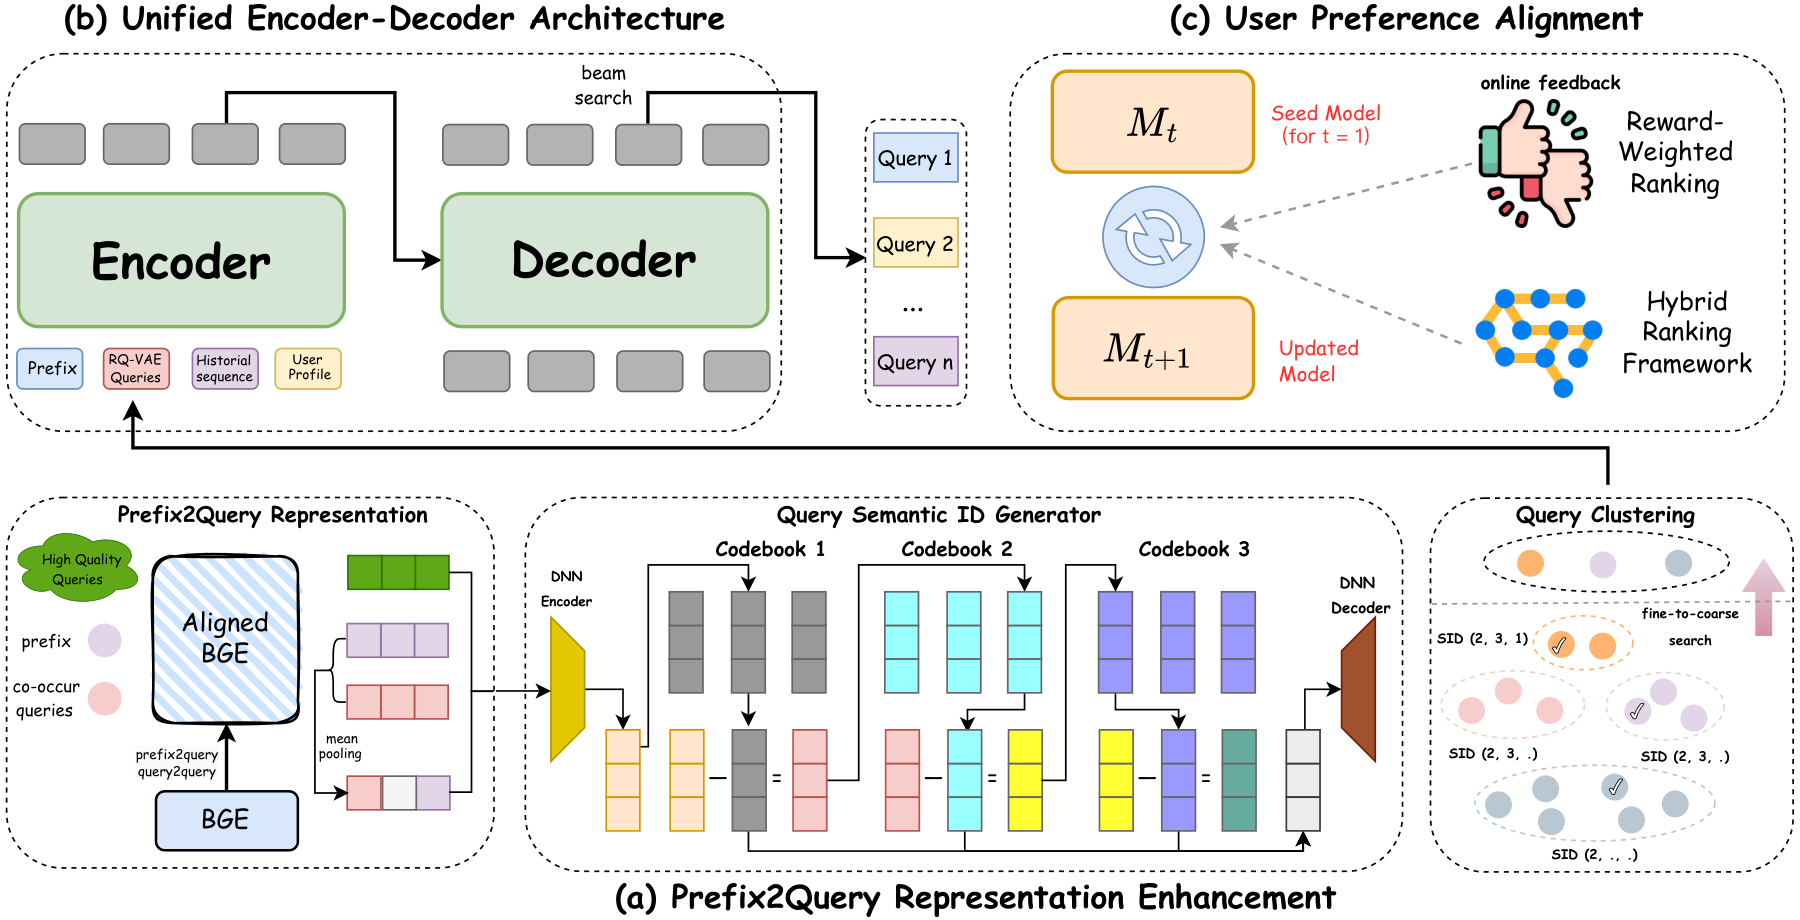 (b) Unified Encoder-Decoder Architecture
beam
search
Encoder
Decoder
Prefix
RQ-VAE
Queries
Historial
sequence
User
Profile
Query 1
Query 2
...
Query n
(c) User Preference Alignment
M_t
Seed Model
(for t = 1)
online feedback
Reward-
Weighted
Ranking
M_{t+1}
Updated
Model
Hybrid
Ranking
Framework
Prefix2Query Representation
High Quality
Queries
prefix
co-occur
queries
Aligned
BGE
prefix2query
query2query
BGE
mean
pooling
Query Semantic ID Generator
DNN
Encoder
Codebook 1
Codebook 2
Codebook 3
DNN
Decoder
— =
— =
— =
Query Clustering
fine-to-coarse
search
SID (2, 3, 1)
SID (2, 3, .)
SID (2, 3, .)
SID (2, ., .)
(a) Prefix2Query Representation Enhancement